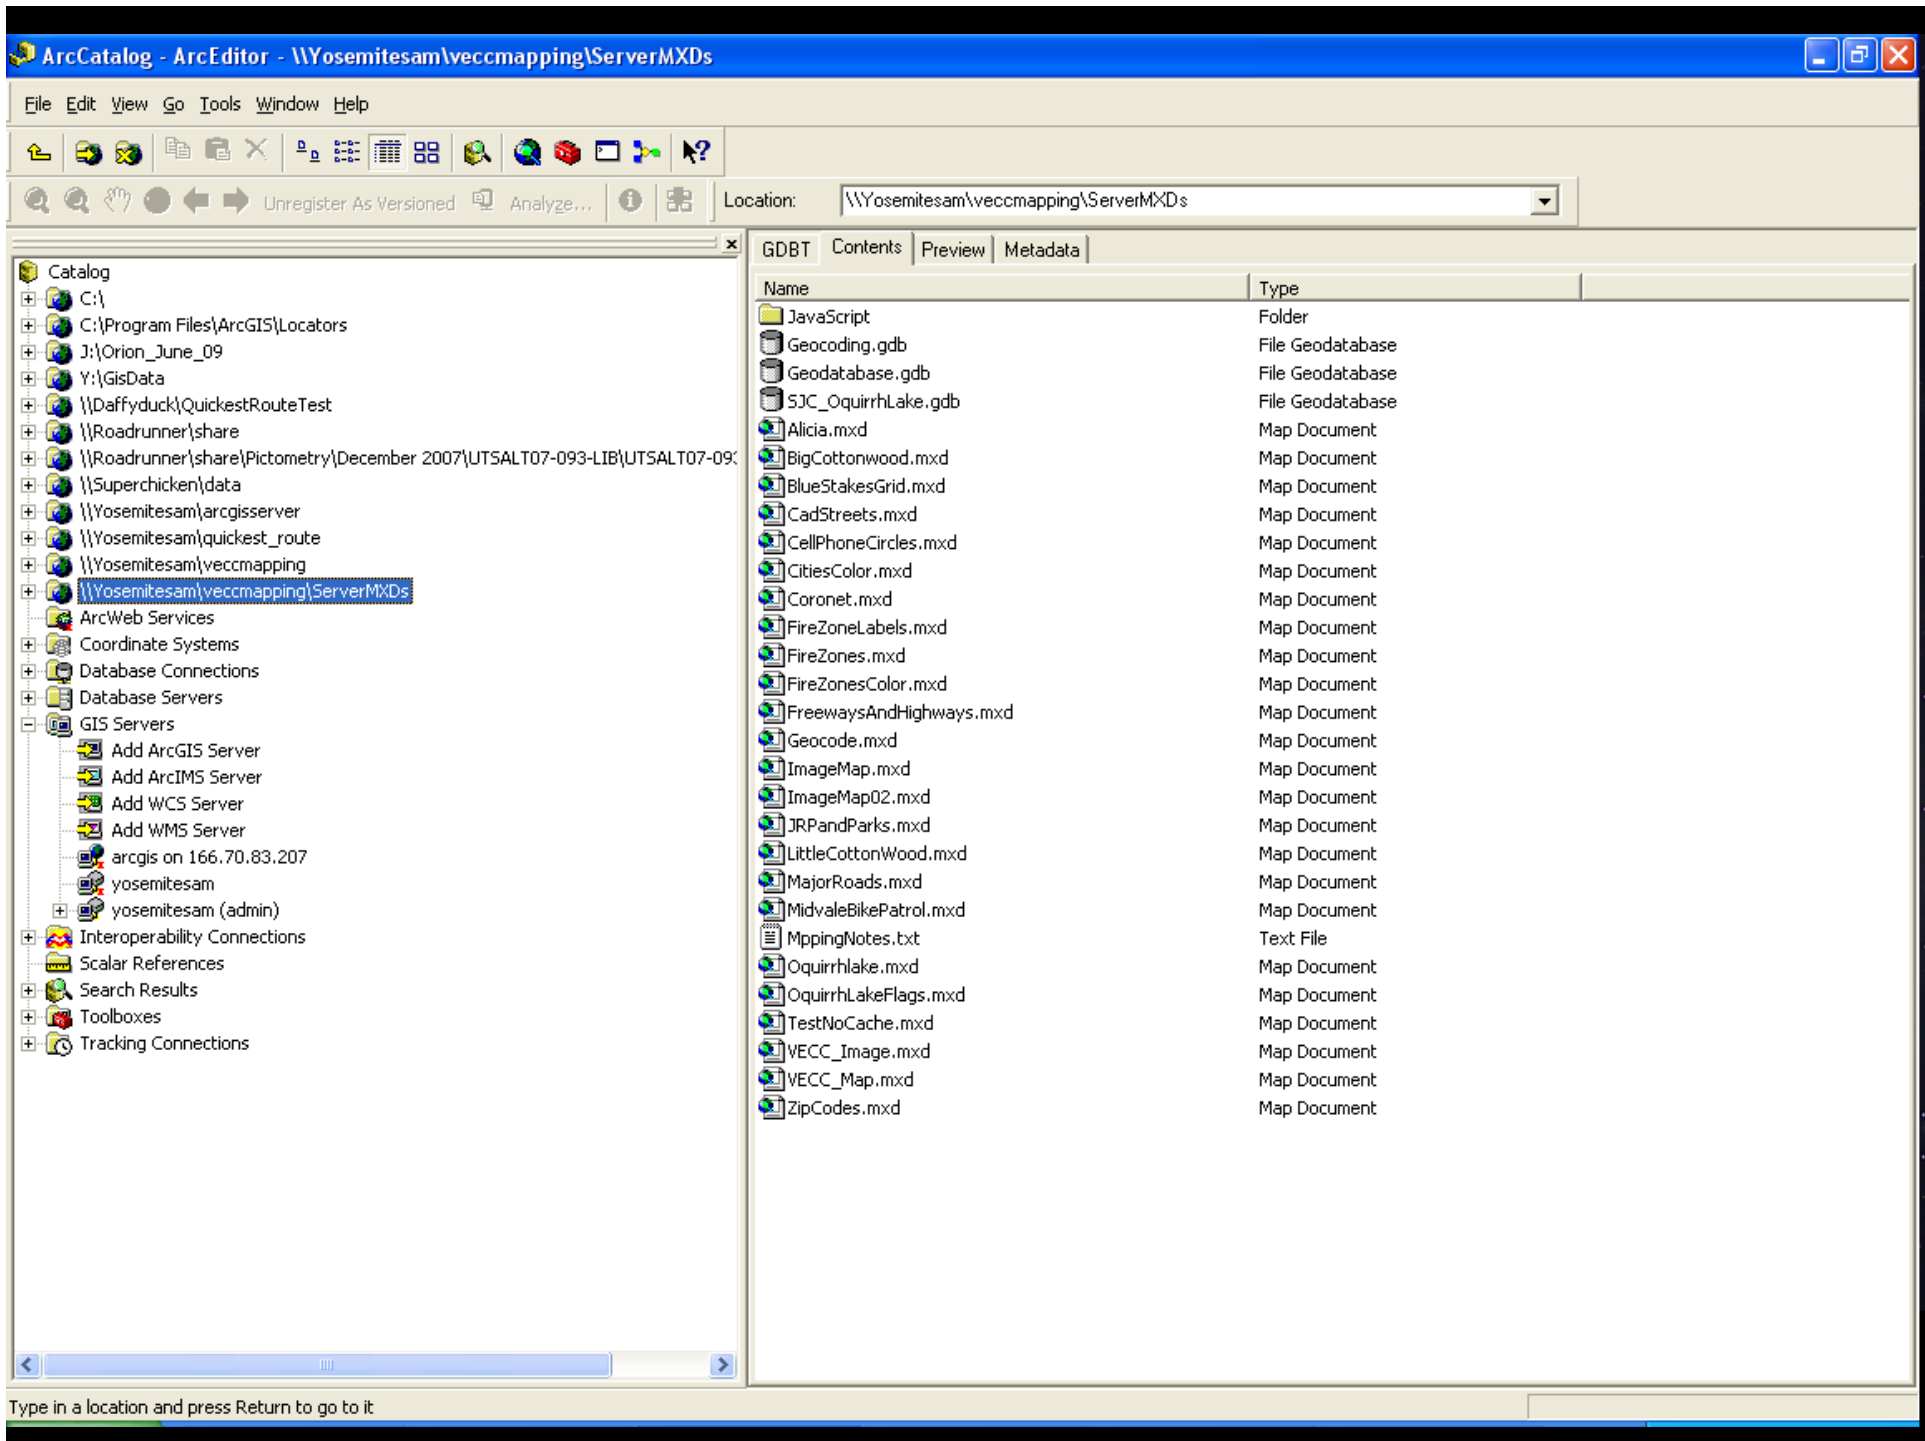 ArcCatalog - ArcEditor - \\Yosemitesam\veccmapping\ServerMXDs
File Edit View Go Tools Window Help
Unregister As Versioned Analyze... Location: \\Yosemitesam\veccmapping\ServerMXDs
Catalog
C:\
C:\Program Files\ArcGIS\Locators
J:\Orion_June_09
Y:\GisData
\\Daffyduck\QuickestRouteTest
\\Roadrunner\share
\\Roadrunner\share\Pictometry\December 2007\UTSALT07-093-LIB\UTSALT07-093
\\Superchicken\data
\\Yosemitesam\arcgisserver
\\Yosemitesam\quickest_route
\\Yosemitesam\veccmapping
\\Yosemitesam\veccmapping\ServerMXDs
ArcWeb Services
Coordinate Systems
Database Connections
Database Servers
GIS Servers
Add ArcGIS Server
Add ArcIMS Server
Add WCS Server
Add WMS Server
arcgis on 166.70.83.207
yosemitesam
yosemitesam (admin)
Interoperability Connections
Scalar References
Search Results
Toolboxes
Tracking Connections
GDBT Contents Preview Metadata
Name Type
JavaScript Folder
Geocoding.gdb File Geodatabase
Geodatabase.gdb File Geodatabase
SJC_OquirrhLake.gdb File Geodatabase
Alicia.mxd Map Document
BigCottonwood.mxd Map Document
BlueStakesGrid.mxd Map Document
CadStreets.mxd Map Document
CellPhoneCircles.mxd Map Document
CitiesColor.mxd Map Document
Coronet.mxd Map Document
FireZoneLabels.mxd Map Document
FireZones.mxd Map Document
FireZonesColor.mxd Map Document
FreewaysAndHighways.mxd Map Document
Geocode.mxd Map Document
ImageMap.mxd Map Document
ImageMap02.mxd Map Document
JRPandParks.mxd Map Document
LittleCottonWood.mxd Map Document
MajorRoads.mxd Map Document
MidvaleBikePatrol.mxd Map Document
MppingNotes.txt Text File
Oquirrhlake.mxd Map Document
OquirrhLakeFlags.mxd Map Document
TestNoCache.mxd Map Document
VECC_Image.mxd Map Document
VECC_Map.mxd Map Document
ZipCodes.mxd Map Document
Type in a location and press Return to go to it